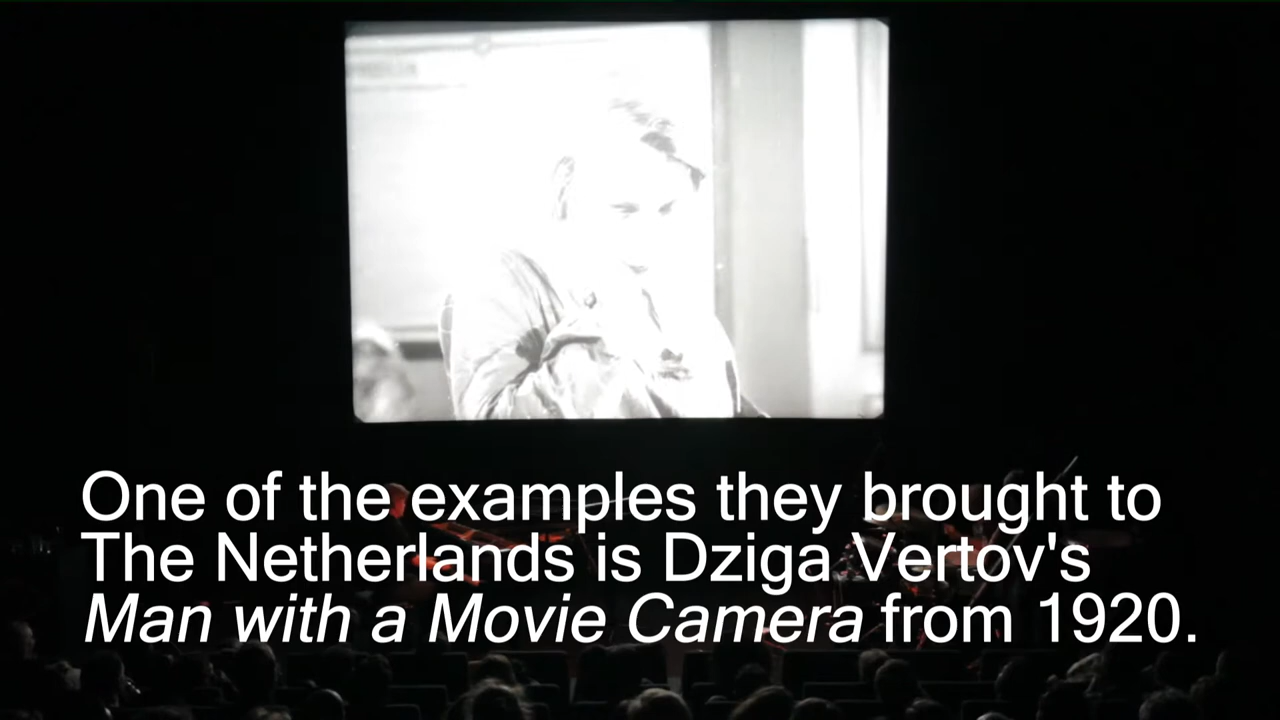 One of the examples they brought to
The Netherlands is Dziga Vertov's
Man with a Movie Camera from 1920.